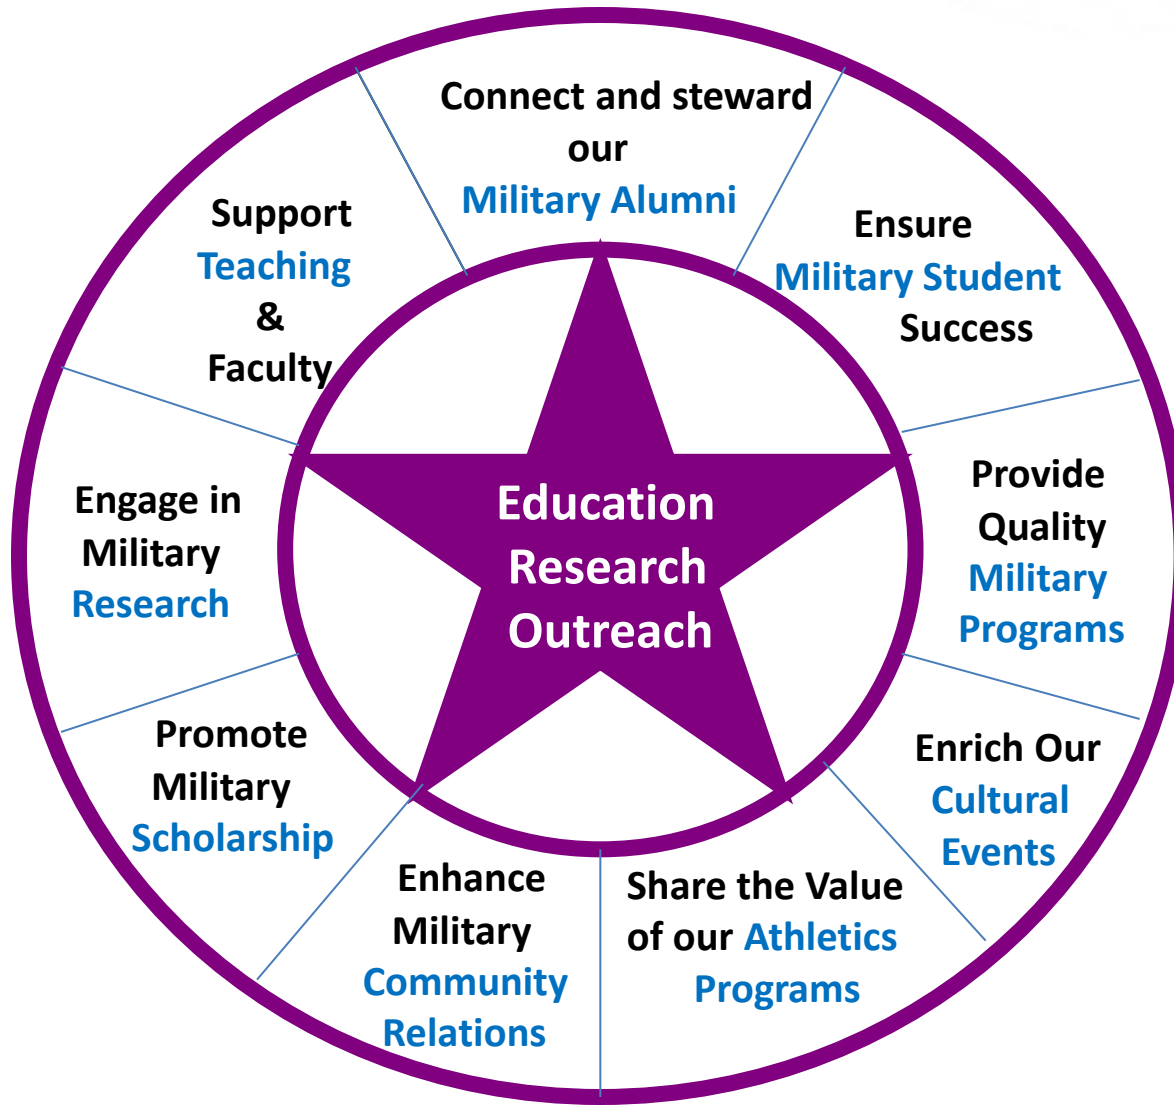 Connect and steward
our
Military Alumni
Ensure
Military Student
Success
Provide
Quality
Military
Programs
Enrich Our
Cultural
Events
Share the Value
of our Athletics
Programs
Enhance
Military
Community
Relations
Promote
Military
Scholarship
Engage in
Military
Research
Support
Teaching
&
Faculty
Education
Research
Outreach